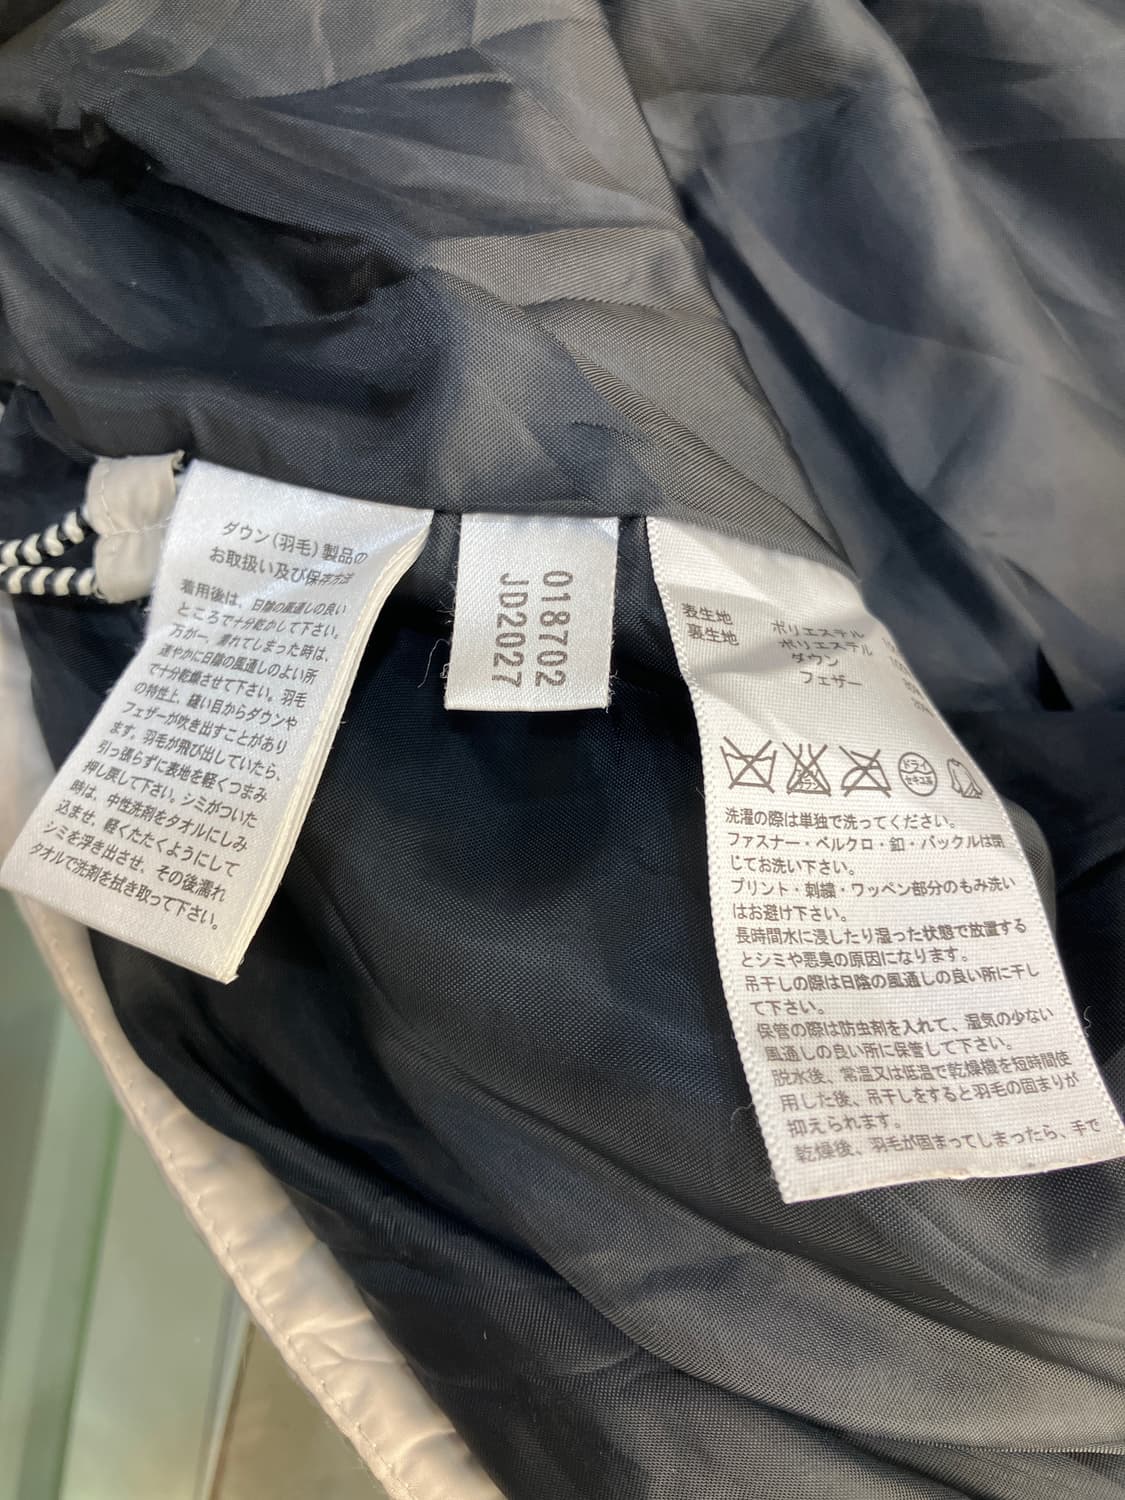 ダウン(羽毛)製品の
お取扱い及び保存方法
着用後は、日陰の風通しの良い
ところで十分乾かして下さい。
万が一、濡れてしまった時は、
速やかに日陰の風通しのよい所
で十分乾燥させて下さい。羽毛
の特性上、縫い目からダウンや
フェザーが吹き出すことがあり
ます。羽毛が飛び出していたら、
引っ張らずに表地を軽くつまみ
押し戻して下さい。シミがついた
時は、中性洗剤をタオルにしみ
込ませ、軽くたたくようにして
シミを浮き出させ、その後濡れ
タオルで洗剤を拭き取って下さい。
018702
JD2027
表生地 ポリエステル
裏生地 ポリエステル
ダウン
フェザー
ドライ
セキユ系
洗濯の際は単独で洗ってください。
ファスナー・ベルクロ・釦・バックルは閉
じてお洗い下さい。
プリント・刺繍・ワッペン部分のもみ洗い
はお避け下さい。
長時間水に浸したり湿った状態で放置する
とシミや悪臭の原因になります。
吊干しの際は日陰の風通しの良い所に干し
て下さい。
保管の際は防虫剤を入れて、湿気の少ない
風通しの良い所に保管して下さい。
脱水後、常温又は低温で乾燥機を短時間使
用した後、吊干しをすると羽毛の固まりが
抑えられます。
乾燥後、羽毛が固まってしまったら、手で